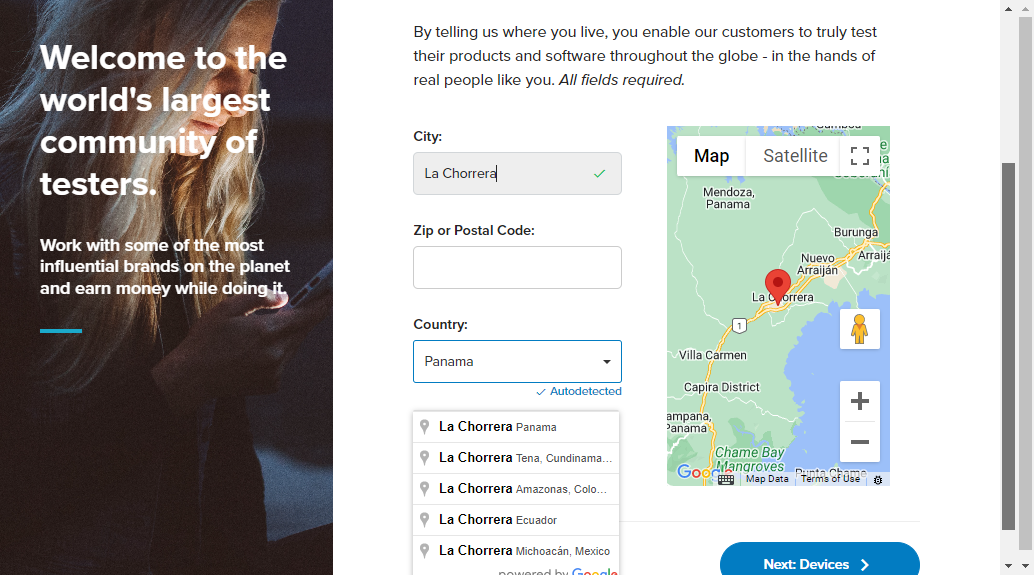 Welcome to the
world's largest
community of
testers.
Work with some of the most
influential brands on the planet
and earn money while doing it.
By telling us where you live, you enable our customers to truly test
their products and software throughout the globe - in the hands of
real people like you. All fields required.
City:
La Chorrera
Zip or Postal Code:
Country:
Panama
Autodetected
La Chorrera Panama
La Chorrera Tena, Cundinama...
La Chorrera Amazonas, Colo...
La Chorrera Ecuador
La Chorrera Michoacán, Mexico
powered by Google
Map
Satellite
Mendoza,
Panama
Burunga
Nuevo
Arraiján
Arraiján
La Chorrera
1
Villa Carmen
Capira District
Campana,
Panama
Chame Bay
Mangroves
Punta Chame
Google
Map Data
Terms of Use
Next: Devices